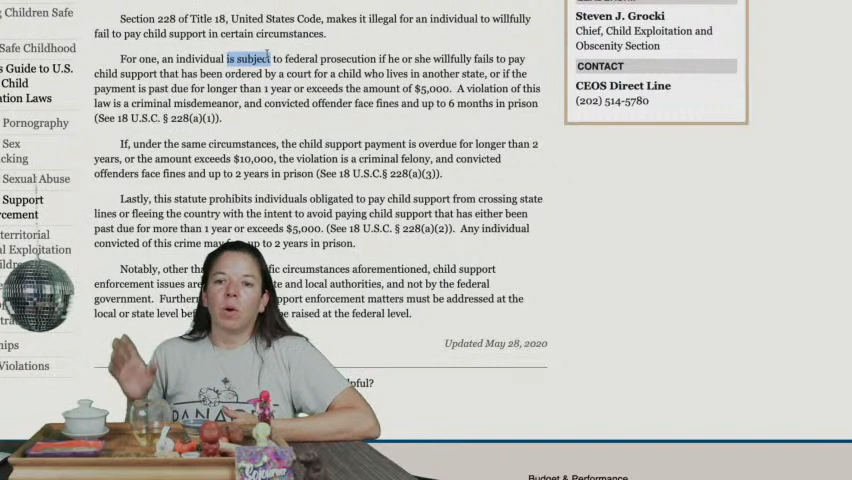 ng Children Safe
Safe Childhood
s Guide to U.S.
Child
tion Laws
Pornography
Sex
cking
Sexual Abuse
Support
rcement
territorial
al Exploitation
ildre
tra
hips
Violations
Section 228 of Title 18, United States Code, makes it illegal for an individual to willfully
fail to pay child support in certain circumstances.
For one, an individual is subject to federal prosecution if he or she willfully fails to pay
child support that has been ordered by a court for a child who lives in another state, or if the
payment is past due for longer than 1 year or exceeds the amount of $5,000. A violation of this
law is a criminal misdemeanor, and convicted offender face fines and up to 6 months in prison
(See 18 U.S.C. § 228(a)(1)).
If, under the same circumstances, the child support payment is overdue for longer than 2
years, or the amount exceeds $10,000, the violation is a criminal felony, and convicted
offenders face fines and up to 2 years in prison (See 18 U.S.C.§ 228(a)(3)).
Lastly, this statute prohibits individuals obligated to pay child support from crossing state
lines or fleeing the country with the intent to avoid paying child support that has either been
past due for more than 1 year or exceeds $5,000. (See 18 U.S.C. § 228(a)(2)). Any individual
convicted of this crime may f up to 2 years in prison.
Notably, other tha fic circumstances aforementioned, child support
enforcement issues are te and local authorities, and not by the federal
government. Furtherm pport enforcement matters must be addressed at the
local or state level bef be raised at the federal level.
Updated May 28, 2020
lpful?
Steven J. Grocki
Chief, Child Exploitation and
Obscenity Section
CONTACT
CEOS Direct Line
(202) 514-5780
Budget & Performance